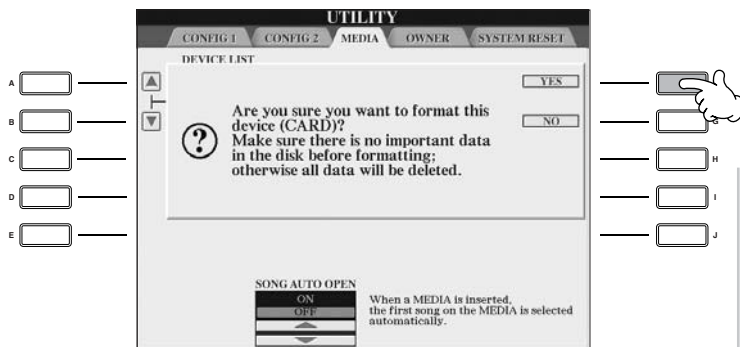 UTILITY
CONFIG 1 CONFIG 2 MEDIA OWNER SYSTEM RESET
DEVICE LIST
A
B
C
D
E
YES
NO
Are you sure you want to format this
device (CARD)?
Make sure there is no important data
in the disk before formatting;
otherwise all data will be deleted.
?
G
H
I
J
SONG AUTO OPEN
ON
OFF
When a MEDIA is inserted,
the first song on the MEDIA is selected
automatically.